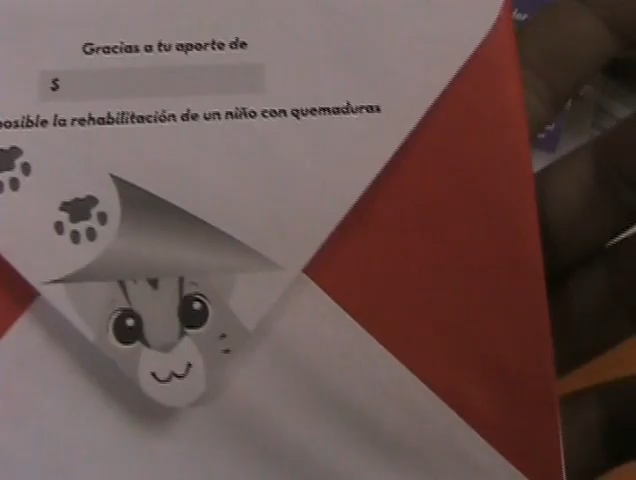 Gracias a tu aporte de
$
posible la rehabilitación de un niño con quemaduras